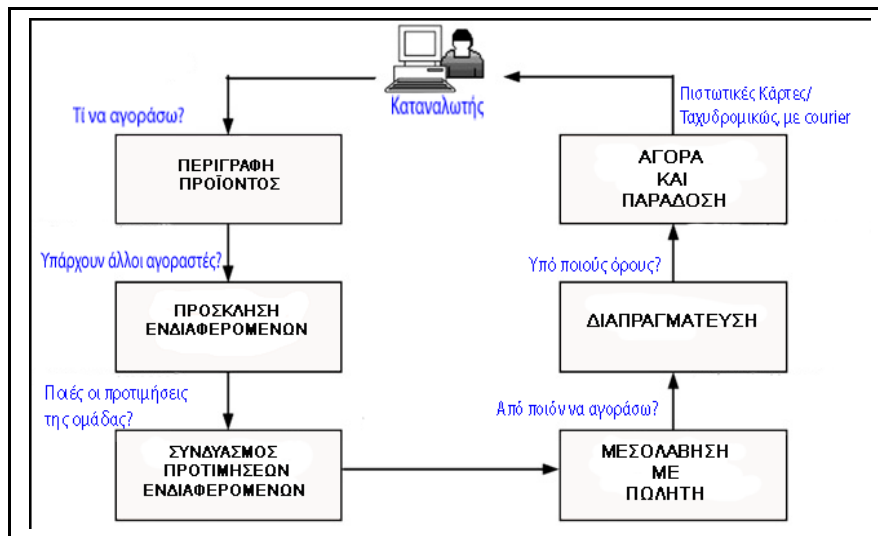 Καταναλωτής
Τί να αγοράσω?
ΠΕΡΙΓΡΑΦΗ
ΠΡΟΪΟΝΤΟΣ
Υπάρχουν άλλοι αγοραστές?
ΠΡΟΣΚΛΗΣΗ
ΕΝΔΙΑΦΕΡΟΜΕΝΩΝ
Ποιές οι προτιμήσεις
της ομάδας?
ΣΥΝΔΥΑΣΜΟΣ
ΠΡΟΤΙΜΗΣΕΩΝ
ΕΝΔΙΑΦΕΡΟΜΕΝΩΝ
ΜΕΣΟΛΑΒΗΣΗ
ΜΕ
ΠΩΛΗΤΗ
Από ποιόν να αγοράσω?
ΔΙΑΠΡΑΓΜΑΤΕΥΣΗ
Υπό ποιούς όρους?
ΑΓΟΡΑ
ΚΑΙ
ΠΑΡΑΔΟΣΗ
Πιστωτικές Κάρτες/
Ταχυδρομικώς, με courier